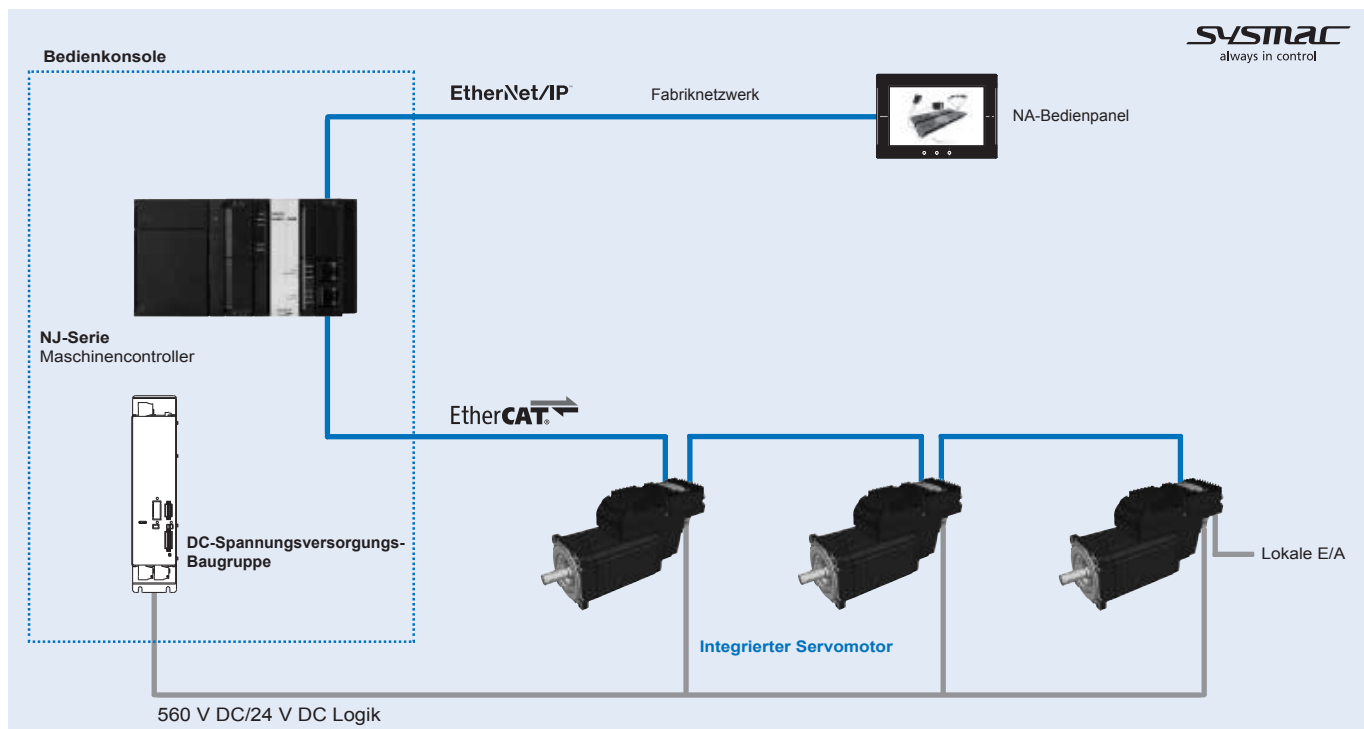 sysmac
always in control
Bedienkonsole
EtherNet/IP™
Fabriknetzwerk
NA-Bedienpanel
NJ-Serie
Maschinencontroller
EtherCAT®
DC-Spannungsversorgungs-
Baugruppe
Lokale E/A
Integrierter Servomotor
560 V DC/24 V DC Logik